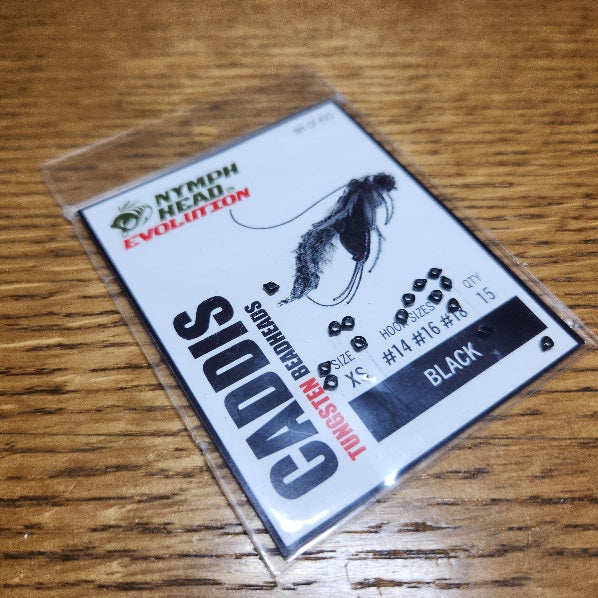 NYMPH
HEAD
EVOLUTION
CADDIS
TUNGSTEN BEADHEADS
SIZE
XS
HOOK SIZES
#14 #16 #18
QTY
15
BLACK